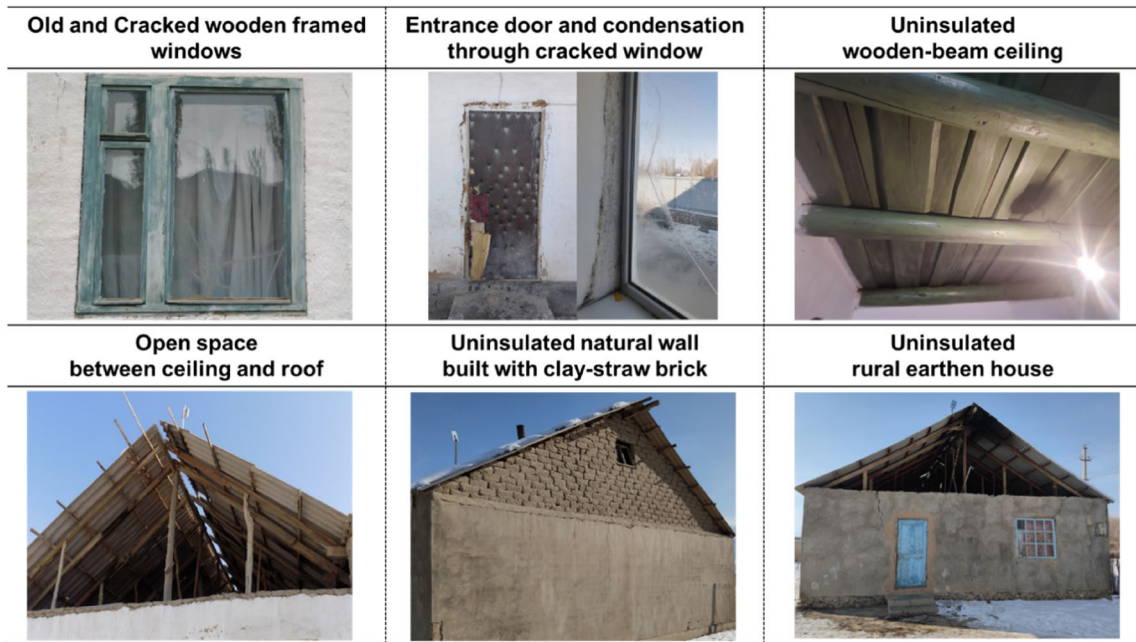 Old and Cracked wooden framed
windows
Entrance door and condensation
through cracked window
Uninsulated
wooden-beam ceiling
Open space
between ceiling and roof
Uninsulated natural wall
built with clay-straw brick
Uninsulated
rural earthen house